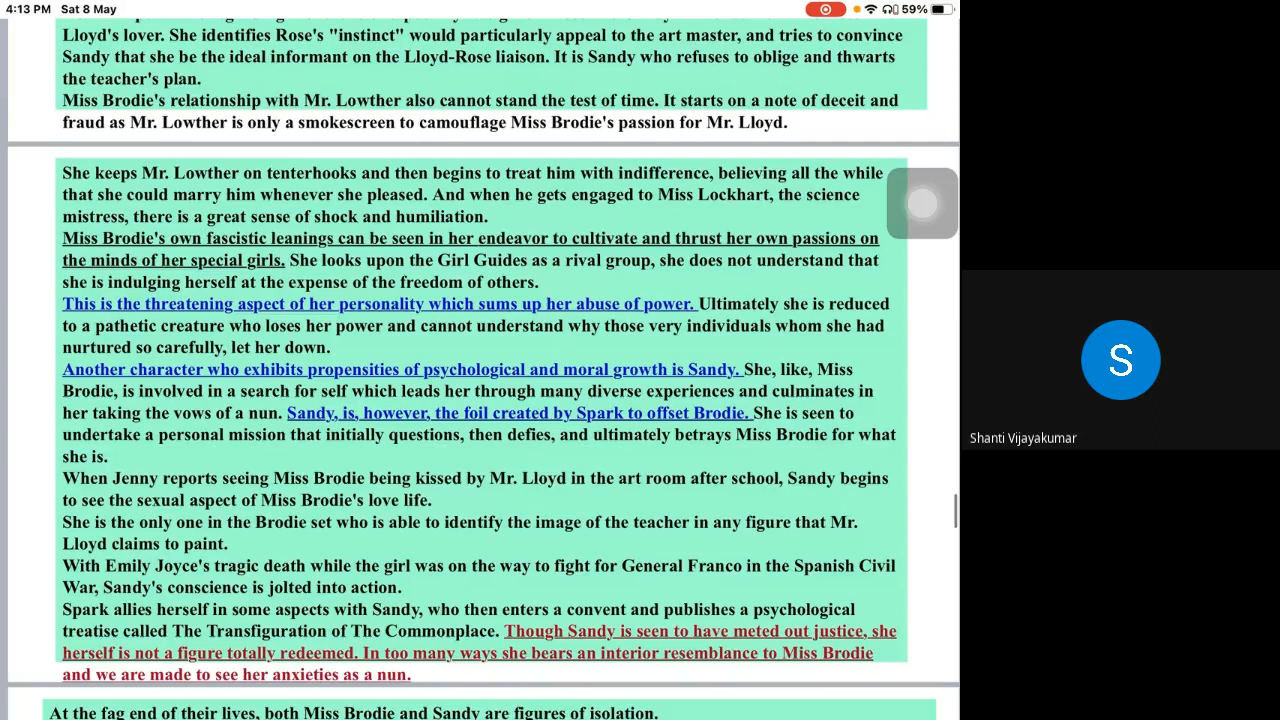 4:13 PM Sat 8 May
59%
Lloyd's lover. She identifies Rose's "instinct" would particularly appeal to the art master, and tries to convince
Sandy that she be the ideal informant on the Lloyd-Rose liaison. It is Sandy who refuses to oblige and thwarts
the teacher's plan.
Miss Brodie's relationship with Mr. Lowther also cannot stand the test of time. It starts on a note of deceit and
fraud as Mr. Lowther is only a smokescreen to camouflage Miss Brodie's passion for Mr. Lloyd.
She keeps Mr. Lowther on tenterhooks and then begins to treat him with indifference, believing all the while
that she could marry him whenever she pleased. And when he gets engaged to Miss Lockhart, the science
mistress, there is a great sense of shock and humiliation.
Miss Brodie's own fascistic leanings can be seen in her endeavor to cultivate and thrust her own passions on
the minds of her special girls. She looks upon the Girl Guides as a rival group, she does not understand that
she is indulging herself at the expense of the freedom of others.
This is the threatening aspect of her personality which sums up her abuse of power. Ultimately she is reduced
to a pathetic creature who loses her power and cannot understand why those very individuals whom she had
nurtured so carefully, let her down.
Another character who exhibits propensities of psychological and moral growth is Sandy. She, like, Miss
Brodie, is involved in a search for self which leads her through many diverse experiences and culminates in
her taking the vows of a nun. Sandy, is, however, the foil created by Spark to offset Brodie. She is seen to
undertake a personal mission that initially questions, then defies, and ultimately betrays Miss Brodie for what
she is.
When Jenny reports seeing Miss Brodie being kissed by Mr. Lloyd in the art room after school, Sandy begins
to see the sexual aspect of Miss Brodie's love life.
She is the only one in the Brodie set who is able to identify the image of the teacher in any figure that Mr.
Lloyd claims to paint.
With Emily Joyce's tragic death while the girl was on the way to fight for General Franco in the Spanish Civil
War, Sandy's conscience is jolted into action.
Spark allies herself in some aspects with Sandy, who then enters a convent and publishes a psychological
treatise called The Transfiguration of The Commonplace. Though Sandy is seen to have meted out justice, she
herself is not a figure totally redeemed. In too many ways she bears an interior resemblance to Miss Brodie
and we are made to see her anxieties as a nun.
At the fag end of their lives, both Miss Brodie and Sandy are figures of isolation.
S
Shanti Vijayakumar